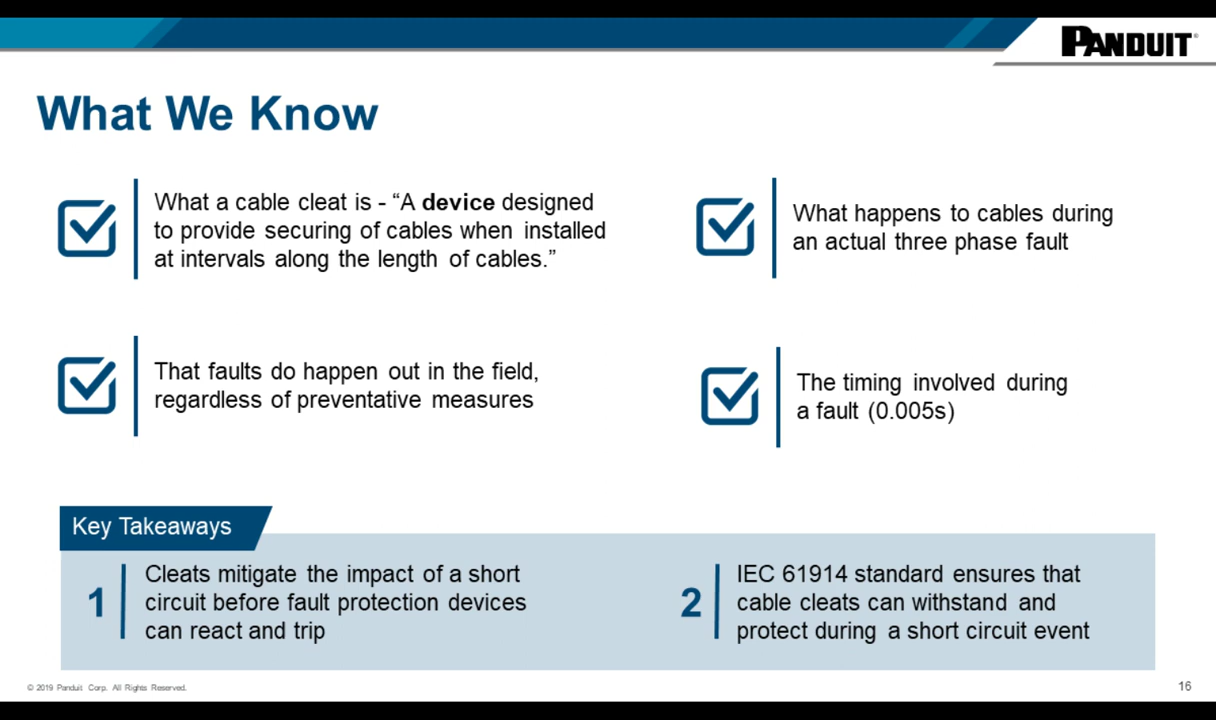 PANDUIT®
What We Know
What a cable cleat is - “A device designed
to provide securing of cables when installed
at intervals along the length of cables.”
What happens to cables during
an actual three phase fault
That faults do happen out in the field,
regardless of preventative measures
The timing involved during
a fault (0.005s)
Key Takeaways
1
Cleats mitigate the impact of a short
circuit before fault protection devices
can react and trip
2
IEC 61914 standard ensures that
cable cleats can withstand and
protect during a short circuit event
© 2019 Panduit Corp. All Rights Reserved.
16